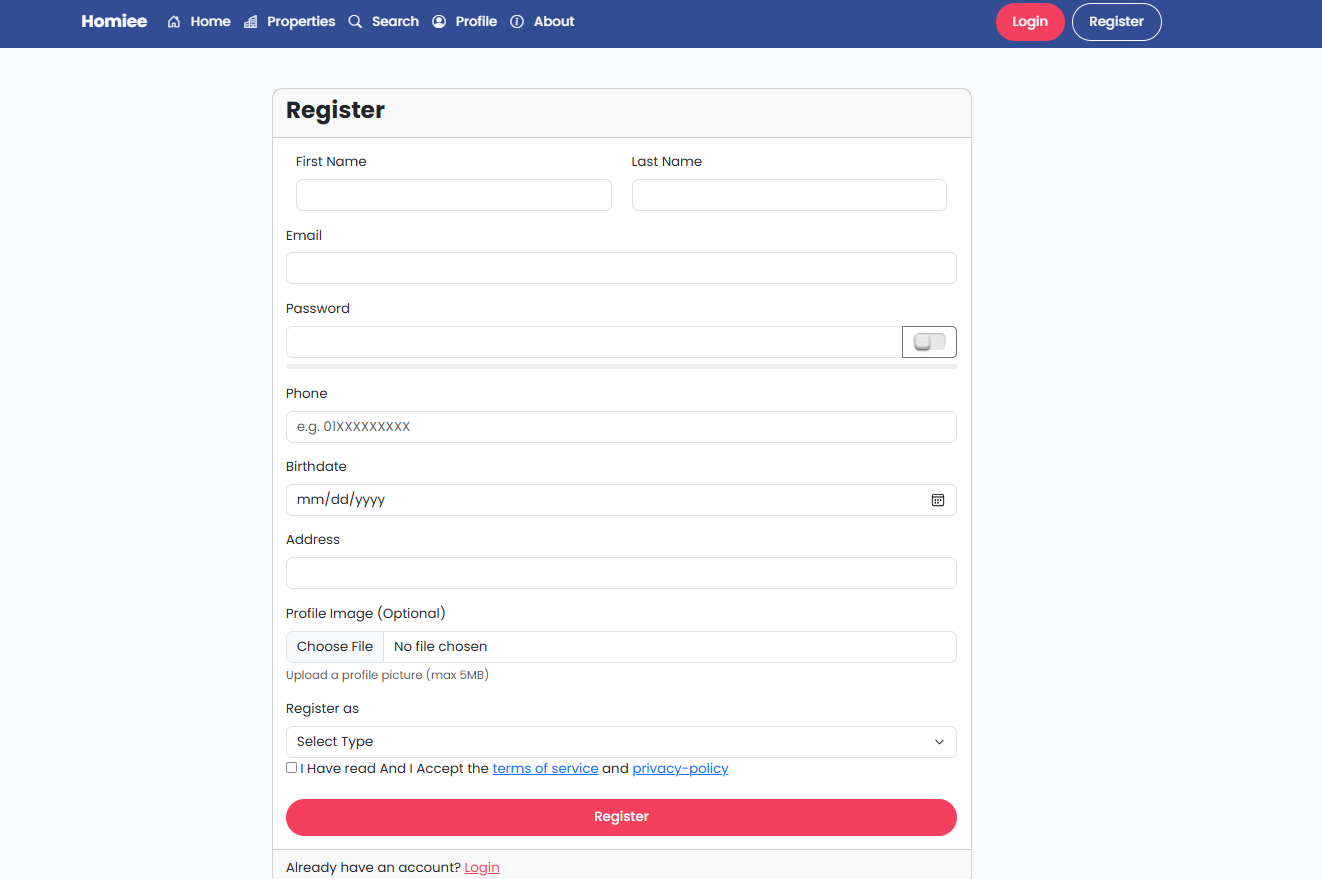 Homiee Home Properties Search Profile About Login Register
Register
First Name Last Name
Email
Password
Phone
e.g. 01XXXXXXXXX
Birthdate
mm/dd/yyyy
Address
Profile Image (Optional)
Choose File No file chosen
Upload a profile picture (max 5MB)
Register as
Select Type
I Have read And I Accept the terms of service and privacy-policy
Register
Already have an account? Login